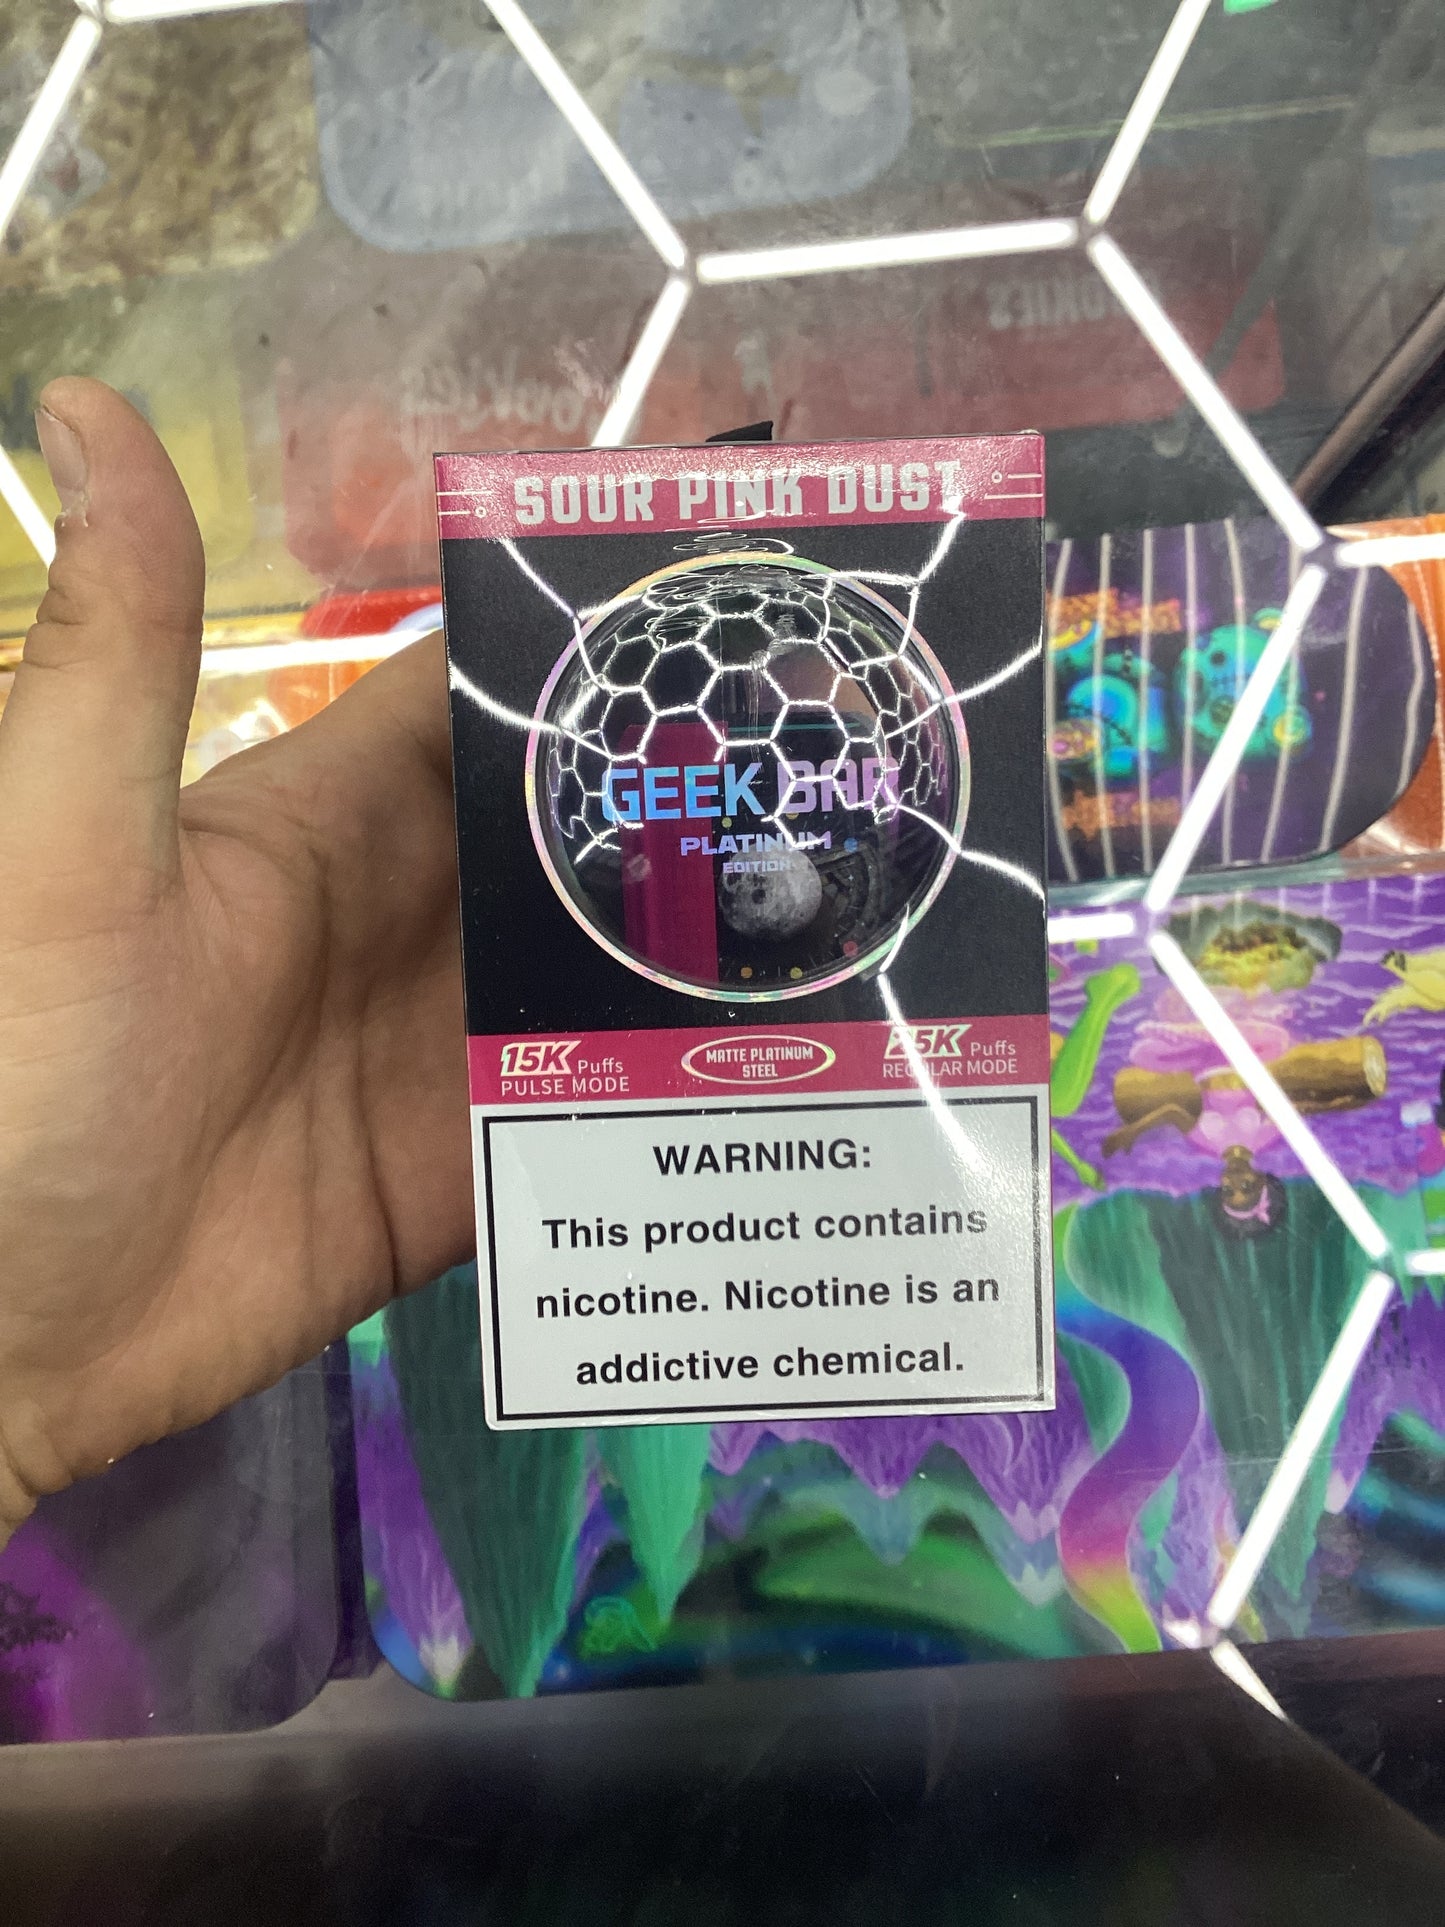 SOUR PINK DUST
GEEK BAR
PLATINUM
EDITION
15K Puffs
PULSE MODE
MATTE PLATINUM
STEEL
25K Puffs
REGULAR MODE
WARNING:
This product contains
nicotine. Nicotine is an
addictive chemical.